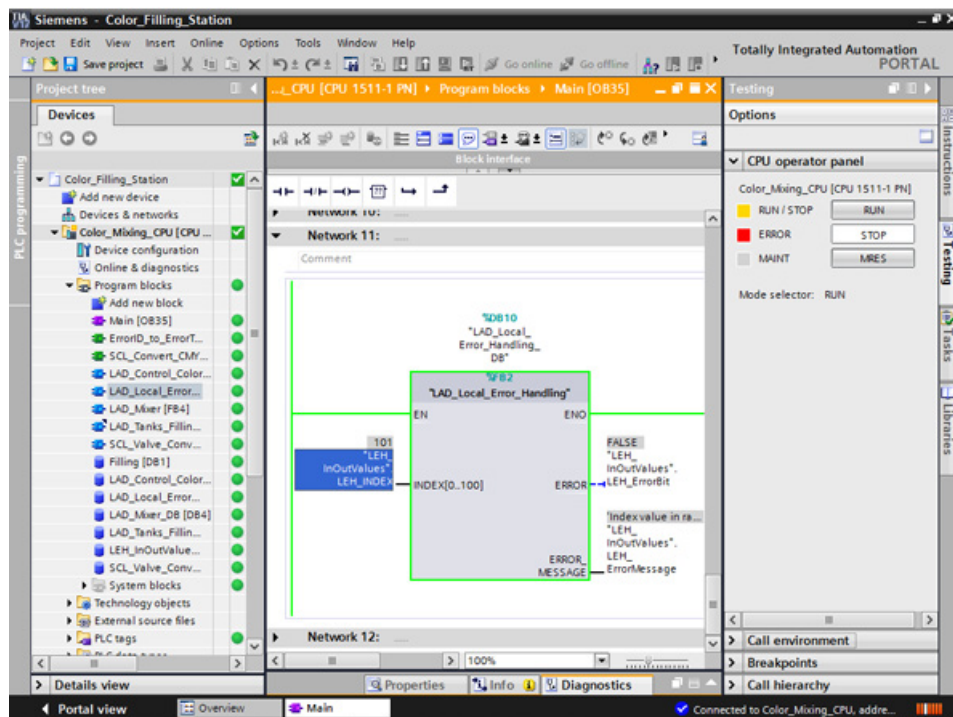 Siemens - Color_Filling_Station
Project Edit View Insert Online Options Tools Window Help
Totally Integrated Automation
PORTAL
Save project
Go online
Go offline
Project tree
..._CPU [CPU 1511-1 PN] Program blocks Main [OB35]
Testing
Devices
Options
PLC programming
Block interface
CPU operator panel
Color_Filling_Station
Add new device
Devices & networks
Color_Mixing_CPU [CPU ...
Device configuration
Online & diagnostics
Program blocks
Add new block
Main [OB35]
ErrorID_to_ErrorT...
SCL_Convert_CMY...
LAD_Control_Color...
LAD_Local_Error...
LAD_Mixer [FB4]
LAD_Tanks_Fillin...
SCL_Valve_Conv...
Filling [DB1]
LAD_Control_Color...
LAD_Local_Error...
LAD_Mixer_DB [DB4]
LAD_Tanks_Fillin...
LEH_InOutValue...
SCL_Valve_Conv...
System blocks
Technology objects
External source files
PLC tags
Details view
Network 10: ......
Network 11: ......
Comment
%DB10
"LAD_Local_
Error_Handling_
DB"
%FB2
"LAD_Local_Error_Handling"
EN
ENO
101
"LEH_
InOutValues".
LEH_INDEX
INDEX[0..100]
ERROR
FALSE
"LEH_
InOutValues".
LEH_ErrorBit
ERROR_
MESSAGE
'Index value in ra...
"LEH_
InOutValues".
LEH_
ErrorMessage
Network 12: ......
100%
Properties
Info
Diagnostics
Color_Mixing_CPU [CPU 1511-1 PN]
RUN / STOP
RUN
ERROR
STOP
MAINT
MRES
Mode selector: RUN
Call environment
Breakpoints
Call hierarchy
Instructions
Testing
Tasks
Libraries
Portal view
Overview
Main
Connected to Color_Mixing_CPU, addre...